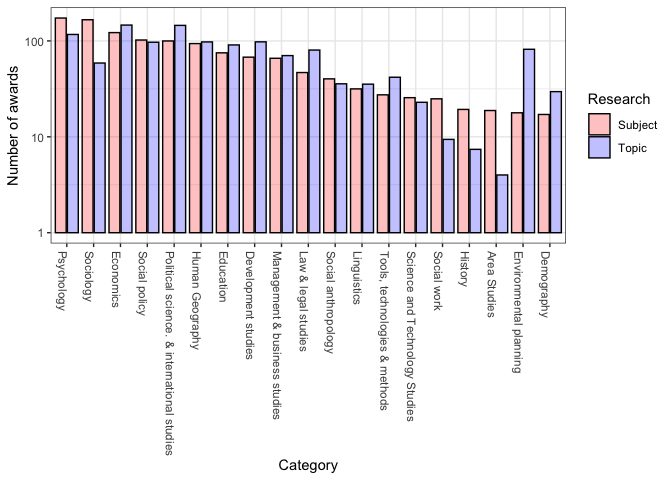 100
10
1
Number of awards
Psychology
Sociology
Economics
Social policy
Political science. & international studies
Human Geography
Education
Development studies
Management & business studies
Law & legal studies
Social anthropology
Linguistics
Tools, technologies & methods
Science and Technology Studies
Social work
History
Area Studies
Environmental planning
Demography
Category
Research
Subject
Topic